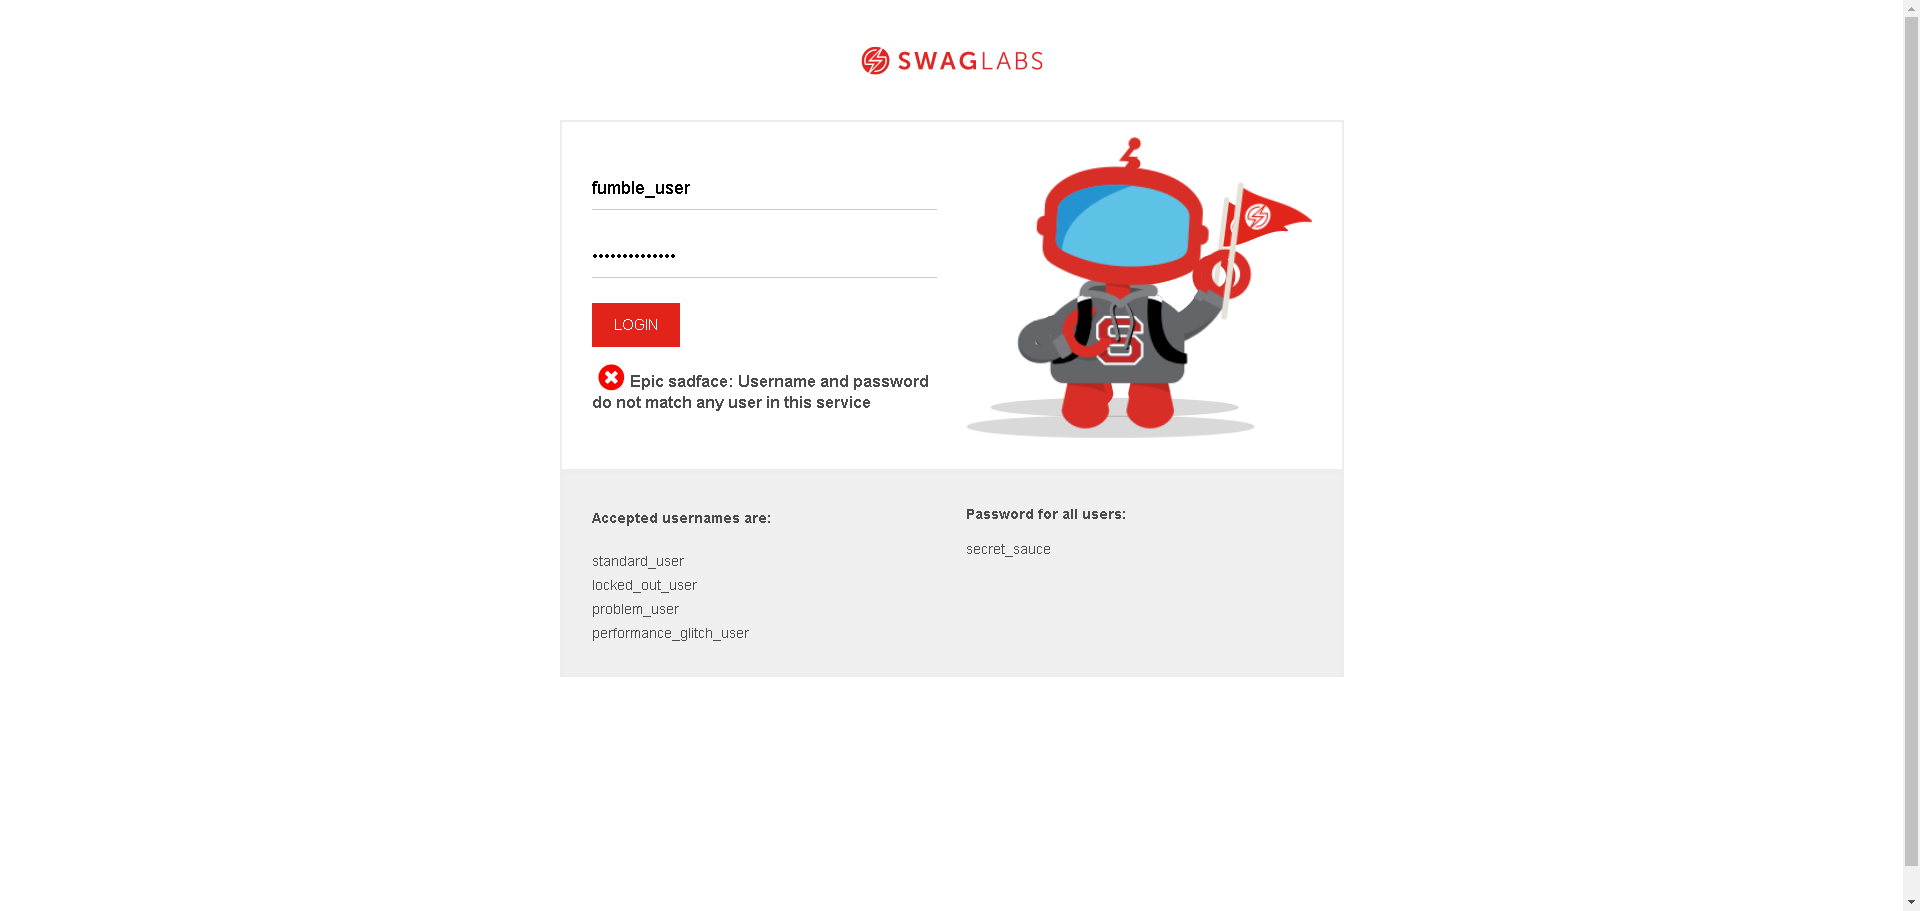 SWAGLABS
fumble_user
••••••••••••••
LOGIN
Epic sadface: Username and password
do not match any user in this service
Accepted usernames are:
standard_user
locked_out_user
problem_user
performance_glitch_user
Password for all users:
secret_sauce
S